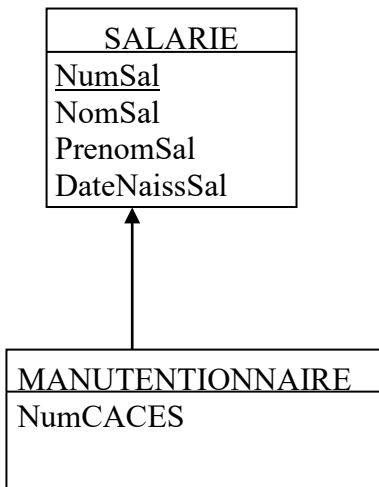 SALARIE
NumSal
NomSal
PrenomSal
DateNaissSal
MANUTENTIONNAIRE
NumCACES